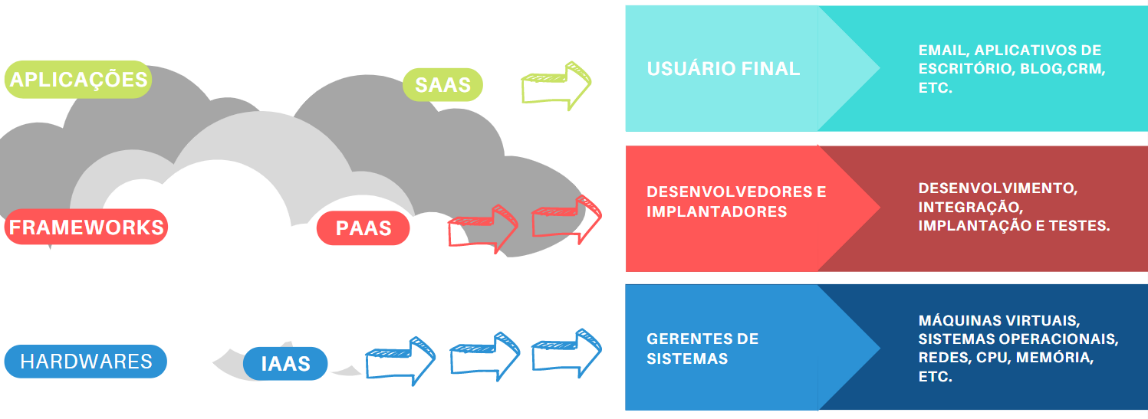 APLICAÇÕES
SAAS
USUÁRIO FINAL
EMAIL, APLICATIVOS DE
ESCRITÓRIO, BLOG,CRM,
ETC.
FRAMEWORKS
PAAS
DESENVOLVEDORES E
IMPLANTADORES
DESENVOLVIMENTO,
INTEGRAÇÃO,
IMPLANTAÇÃO E TESTES.
HARDWARES
IAAS
GERENTES DE
SISTEMAS
MÁQUINAS VIRTUAIS,
SISTEMAS OPERACIONAIS,
REDES, CPU, MEMÓRIA,
ETC.